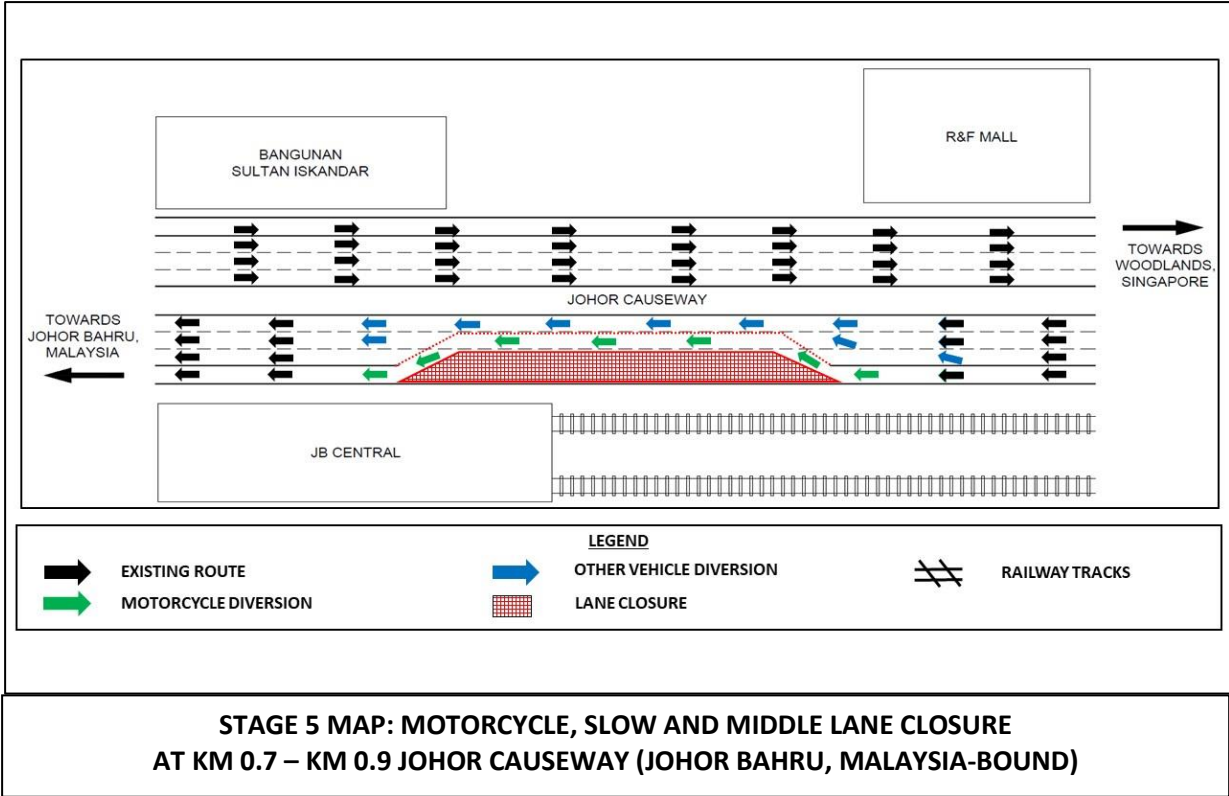 BANGUNAN
SULTAN ISKANDAR
R&F MALL
TOWARDS
WOODLANDS,
SINGAPORE
JOHOR CAUSEWAY
TOWARDS
JOHOR BAHRU,
MALAYSIA
JB CENTRAL
LEGEND
EXISTING ROUTE
OTHER VEHICLE DIVERSION
RAILWAY TRACKS
MOTORCYCLE DIVERSION
LANE CLOSURE
STAGE 5 MAP: MOTORCYCLE, SLOW AND MIDDLE LANE CLOSURE
AT KM 0.7 – KM 0.9 JOHOR CAUSEWAY (JOHOR BAHRU, MALAYSIA-BOUND)